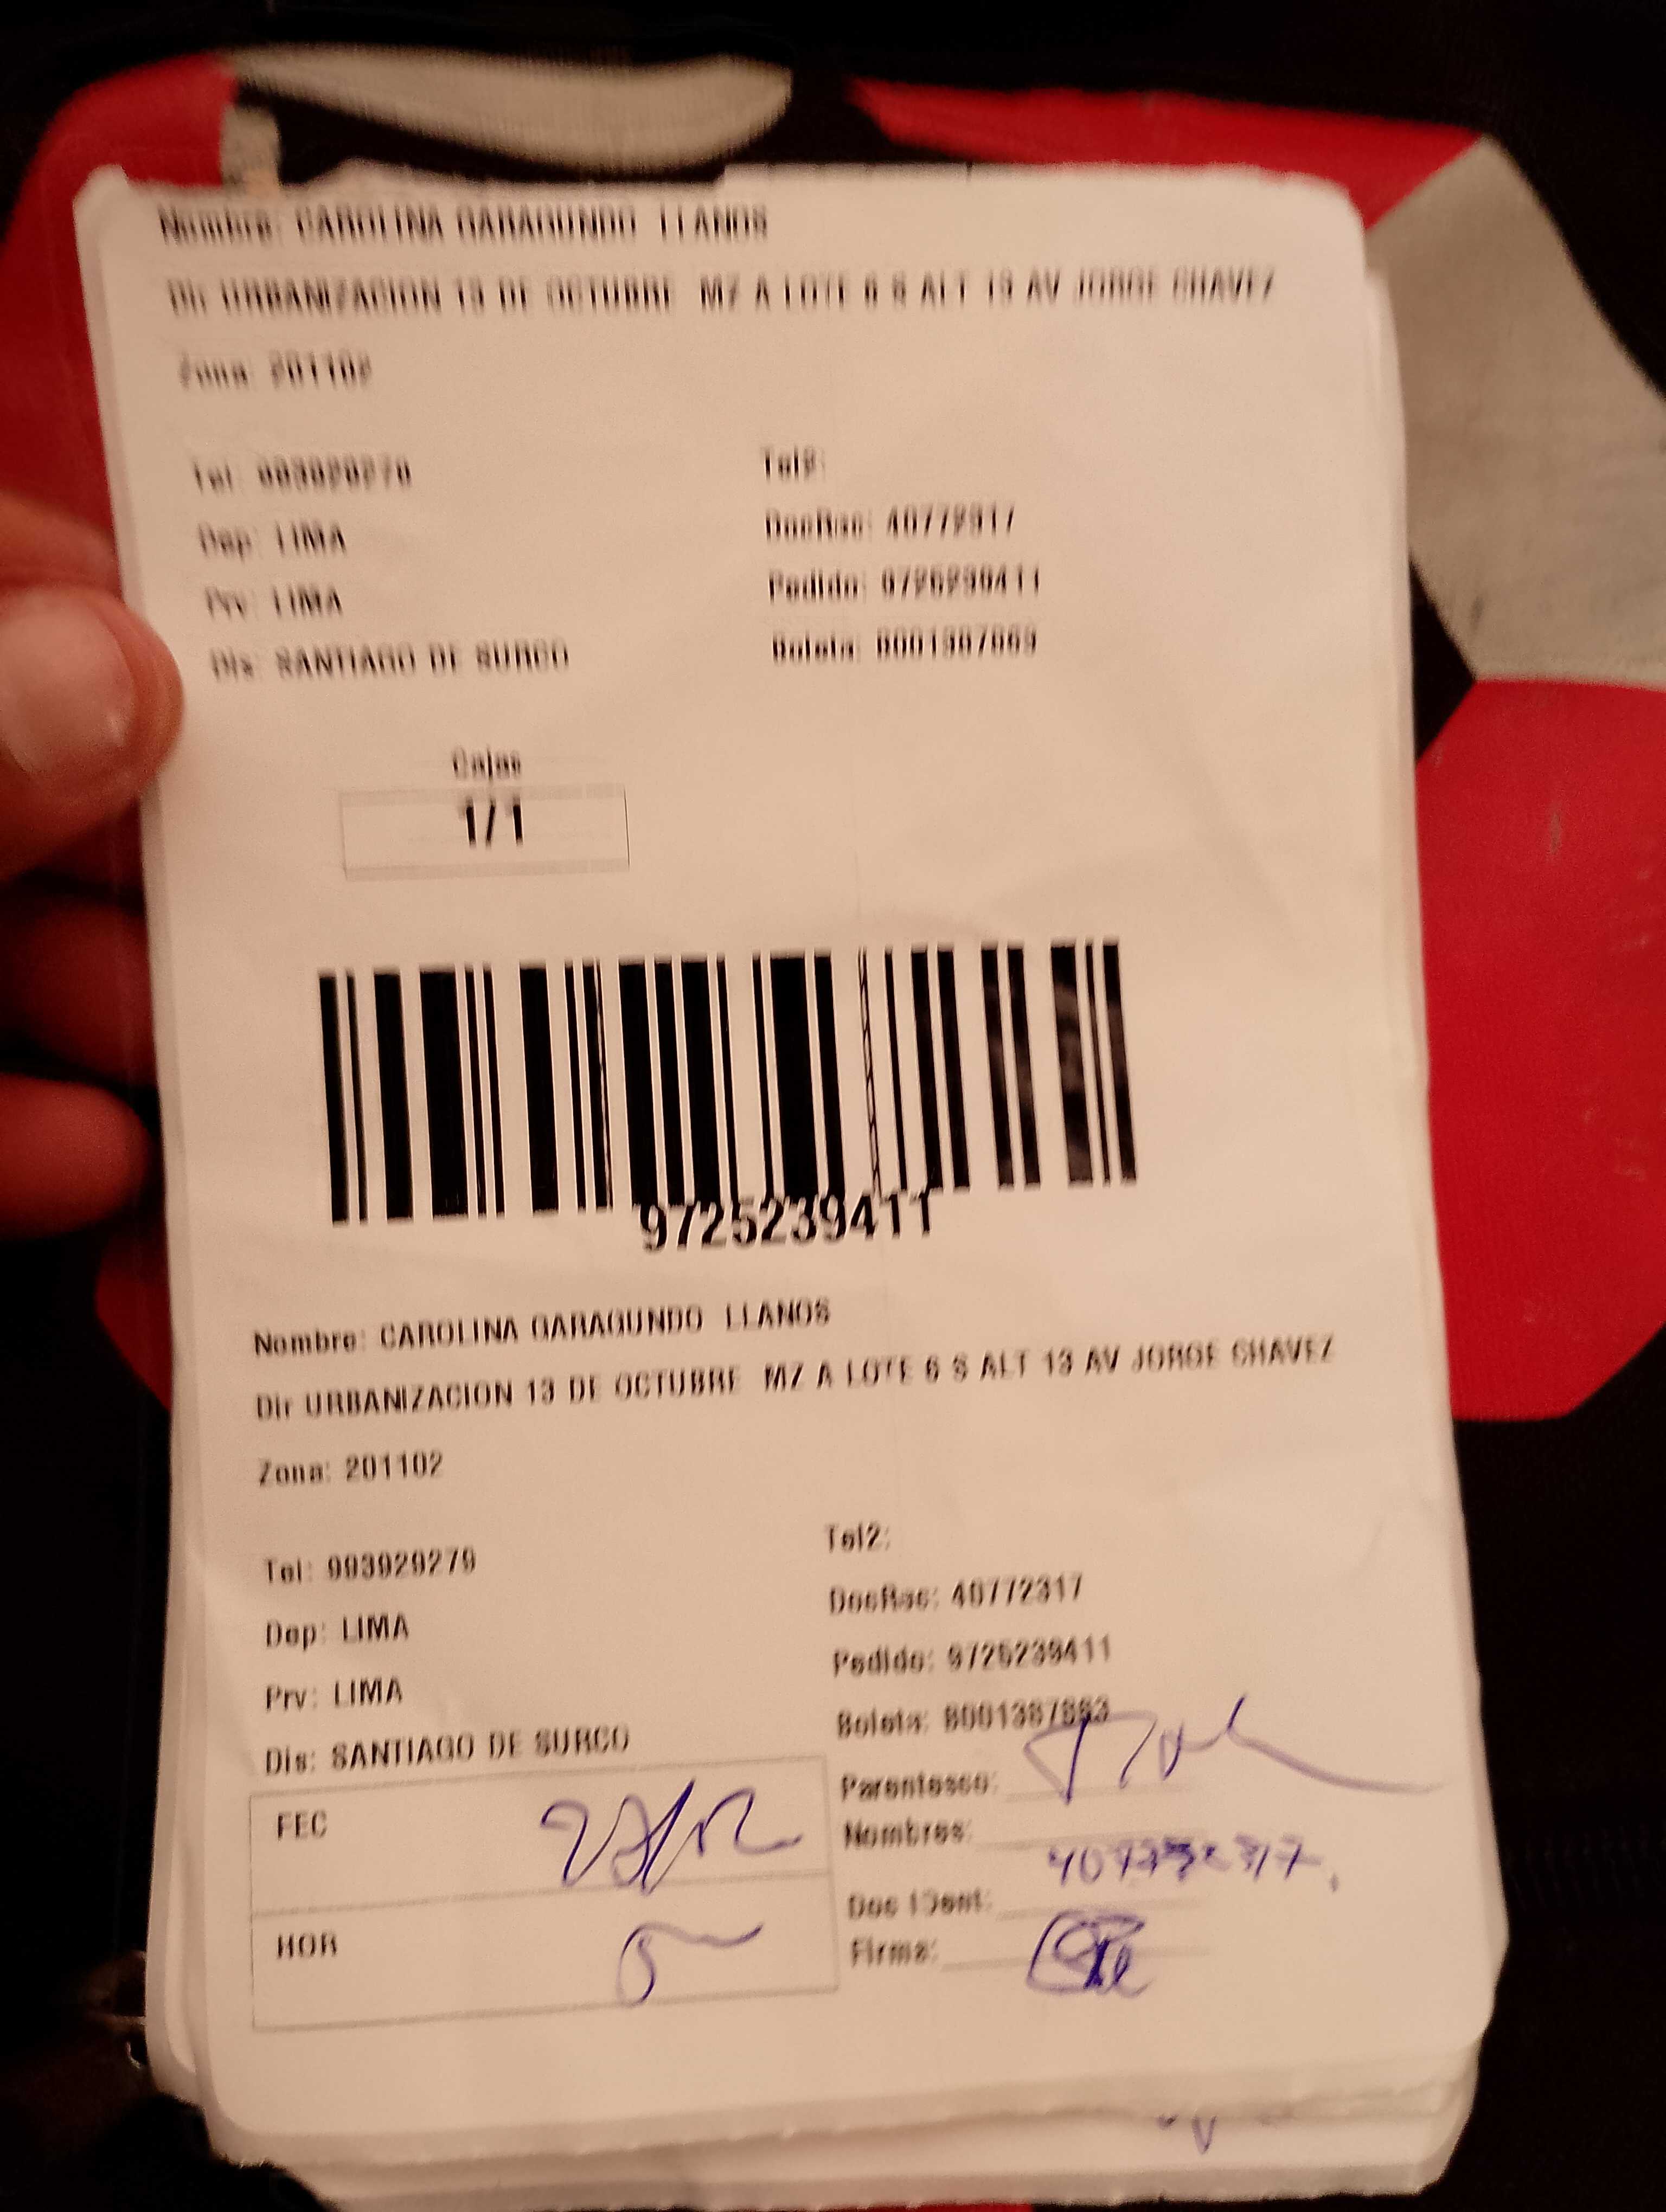 Nombre: CAROLINA GARAGUNDO LLANOS
Dir URBANIZACION 13 DE OCTUBRE MZ A LOTE 6 S ALT 13 AV JORGE CHAVEZ
Zona: 201102
Tel: 993929279 Tel2:
Dep: LIMA DocRac: 40772317
Prv: LIMA Pedido: 9725239411
Dis: SANTIAGO DE SURCO Boleta:
Cajas
1/1
9725239411
Nombre: CAROLINA GARAGUNDO LLANOS
Dir URBANIZACION 13 DE OCTUBRE MZ A LOTE 6 S ALT 13 AV JORGE CHAVEZ
Zona: 201102
Tel: 993929279 Tel2:
Dep: LIMA DocRac: 40772317
Prv: LIMA Pedido: 9725239411
Dis: SANTIAGO DE SURCO Boleta:
Parentesco:
FEC Nombres:
Doc Ident:
HOR Firma: